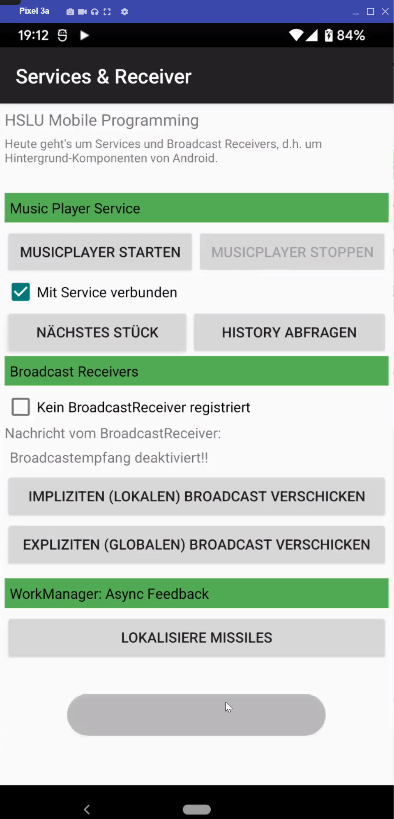 Pixel 3a
19:12
84%
Services & Receiver
HSLU Mobile Programming
Heute geht's um Services und Broadcast Receivers, d.h. um
Hintergrund-Komponenten von Android.
Music Player Service
MUSICPLAYER STARTEN
MUSICPLAYER STOPPEN
Mit Service verbunden
NÄCHSTES STÜCK
HISTORY ABFRAGEN
Broadcast Receivers
Kein BroadcastReceiver registriert
Nachricht vom BroadcastReceiver:
Broadcastempfang deaktiviert!!
IMPLIZITEN (LOKALEN) BROADCAST VERSCHICKEN
EXPLIZITEN (GLOBALEN) BROADCAST VERSCHICKEN
WorkManager: Async Feedback
LOKALISIERE MISSILES